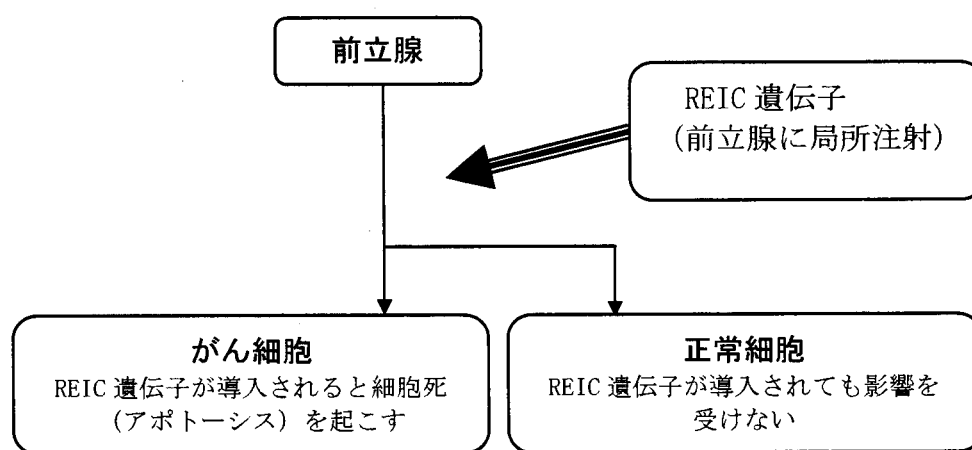 前立腺
REIC 遺伝子
(前立腺に局所注射)
がん細胞
REIC 遺伝子が導入されると細胞死
(アポトーシス) を起こす
正常細胞
REIC 遺伝子が導入されても影響を
受けない